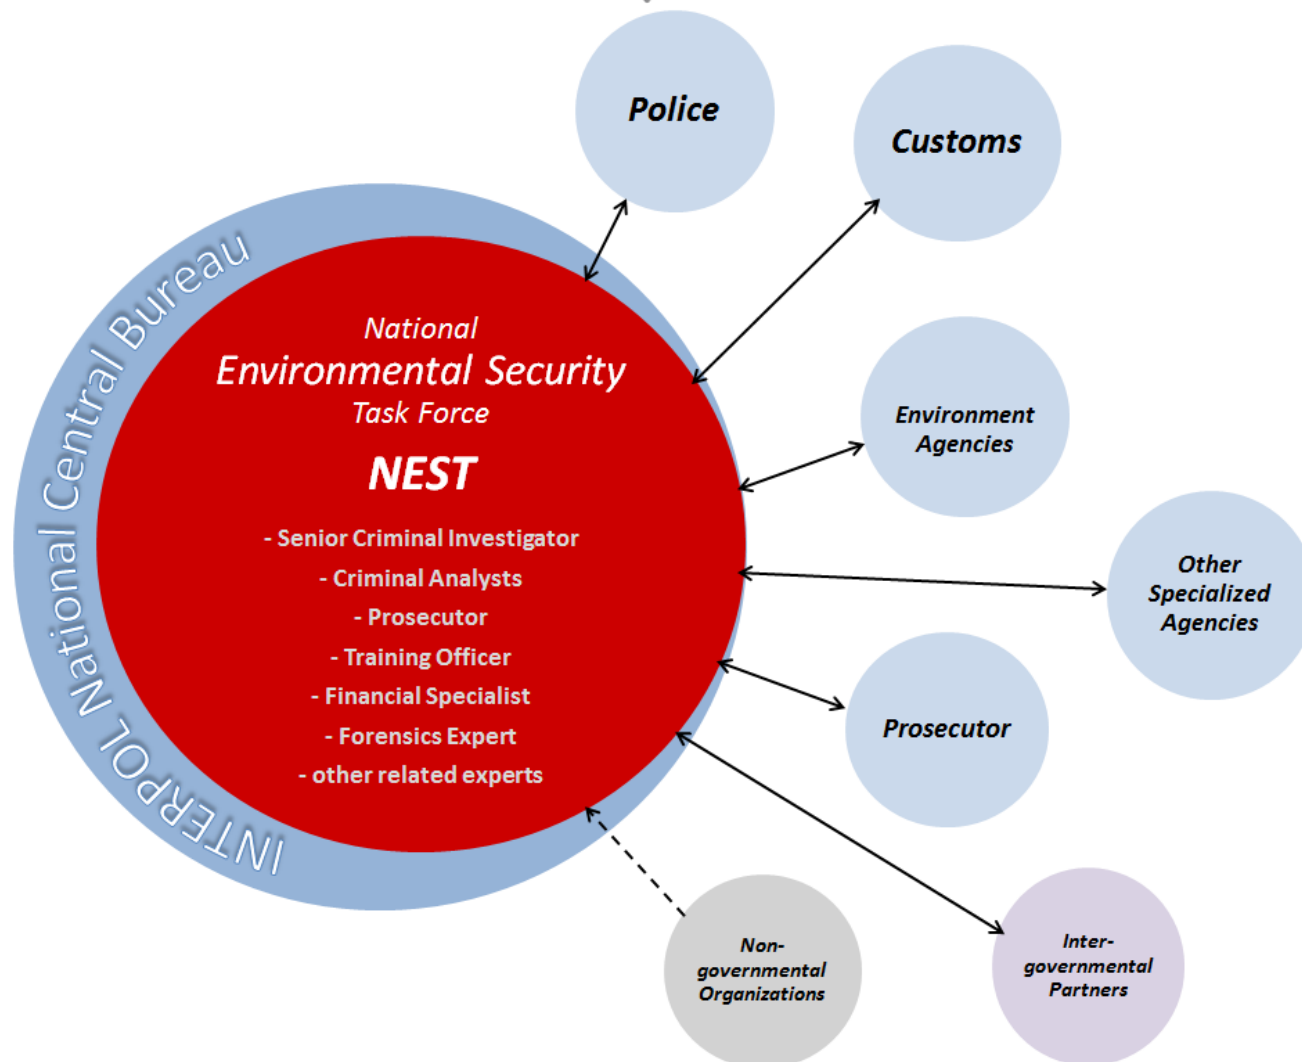 Police
Customs
INTERPOL National Central Bureau
National
Environmental Security
Task Force
NEST
- Senior Criminal Investigator
- Criminal Analysts
- Prosecutor
- Training Officer
- Financial Specialist
- Forensics Expert
- other related experts
Environment
Agencies
Other
Specialized
Agencies
Prosecutor
Non-
governmental
Organizations
Inter-
governmental
Partners